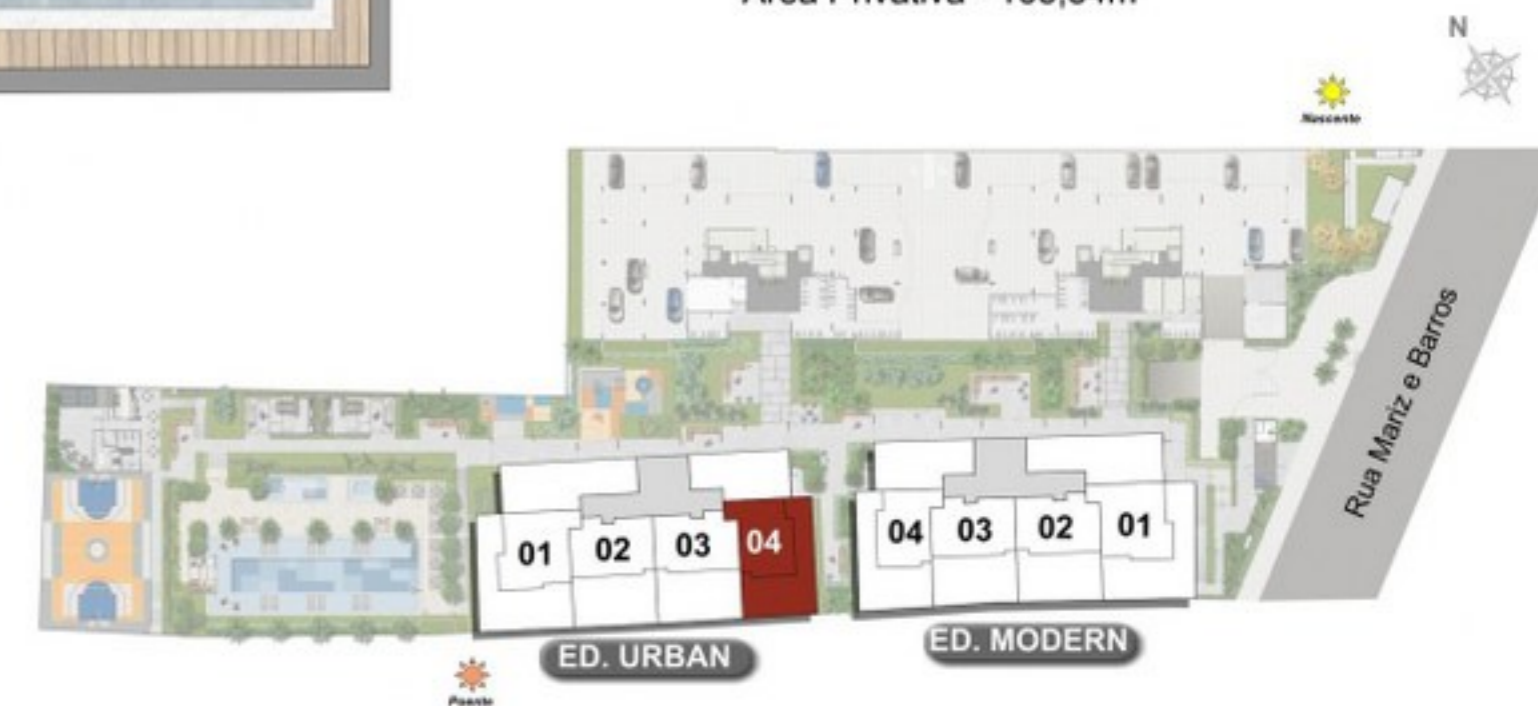 N
Nascente
Rua Mariz e Barros
01
02
03
04
04
03
02
01
ED. URBAN
ED. MODERN
Poente